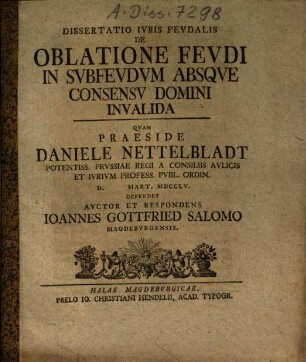 A. Diss. 7298
DISSERTATIO IVRIS FEVDALIS
DE
OBLATIONE FEVDI
IN SVBFEVDVM ABSQVE
CONSENSV DOMINI
INVALIDA
QVAM
PRAESIDE
DANIELE NETTELBLADT
POTENTISS. PRVSSIAE REGI A CONSILIIS AVLICIS
ET IVRIVM PROFESS. PVBL. ORDIN.
D. MART. MDCCLV.
DEFENDET
AVCTOR ET RESPONDENS
IOANNES GOTTFRIED SALOMO
MAGDEBVRGENSIS.
HALAE MAGDEBVRGICAE,
PRELO IO. CHRISTIANI HENDELII, ACAD. TYPOGR.